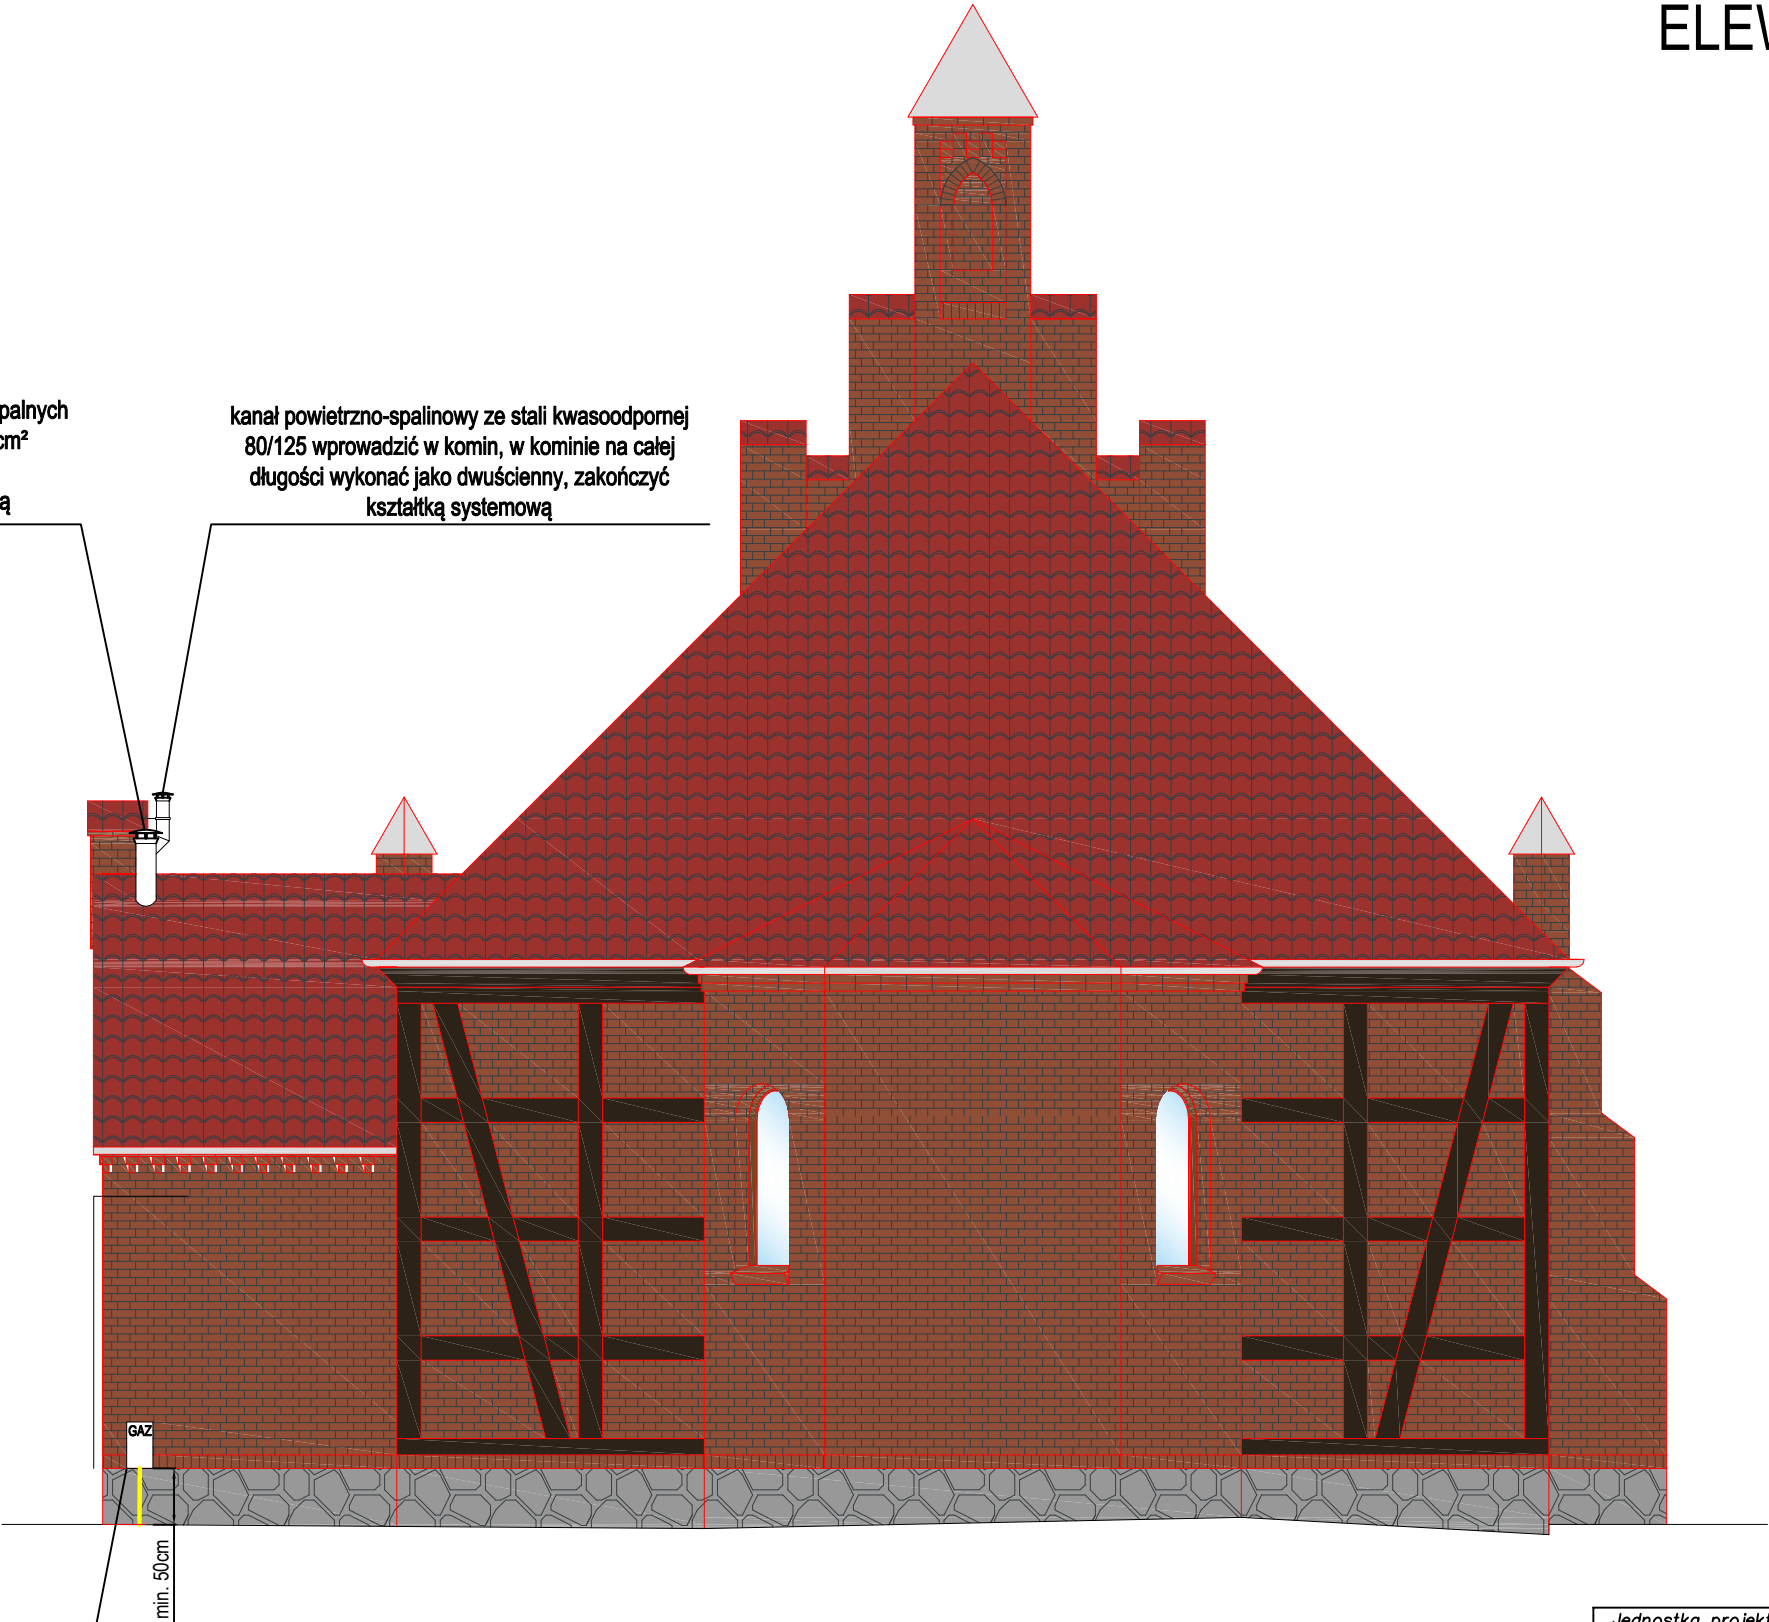 ELEW
palnych
cm²
ą
kanał powietrzno-spalinowy ze stali kwasoodpornej
80/125 wprowadzić w komin, w kominie na całej
długości wykonać jako dwuścienny, zakończyć
kształtką systemową
GAZ
min. 50cm
Jednostka projekt